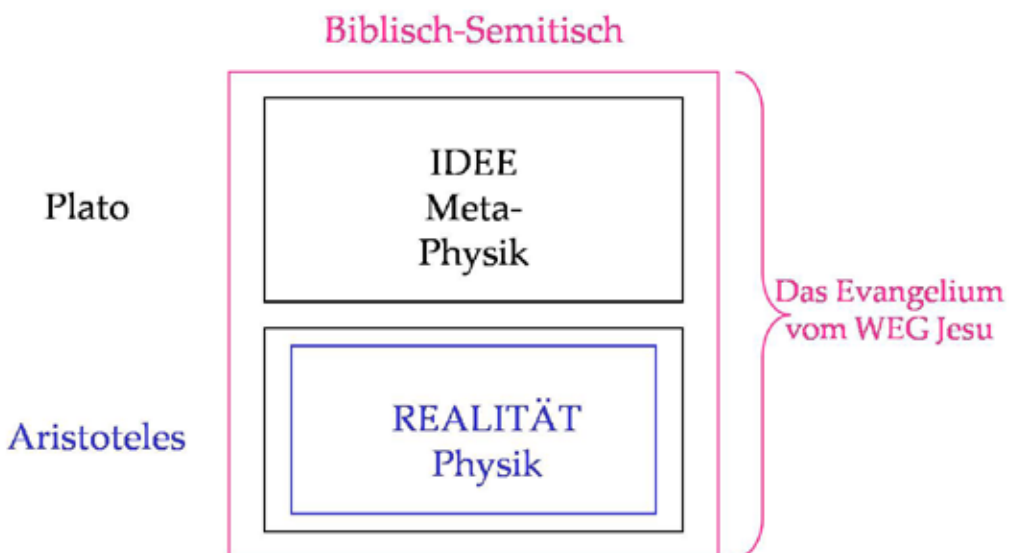 Biblisch-Semitisch
Plato
IDEE
Meta-
Physik
Das Evangelium
vom WEG Jesu
Aristoteles
REALITÄT
Physik